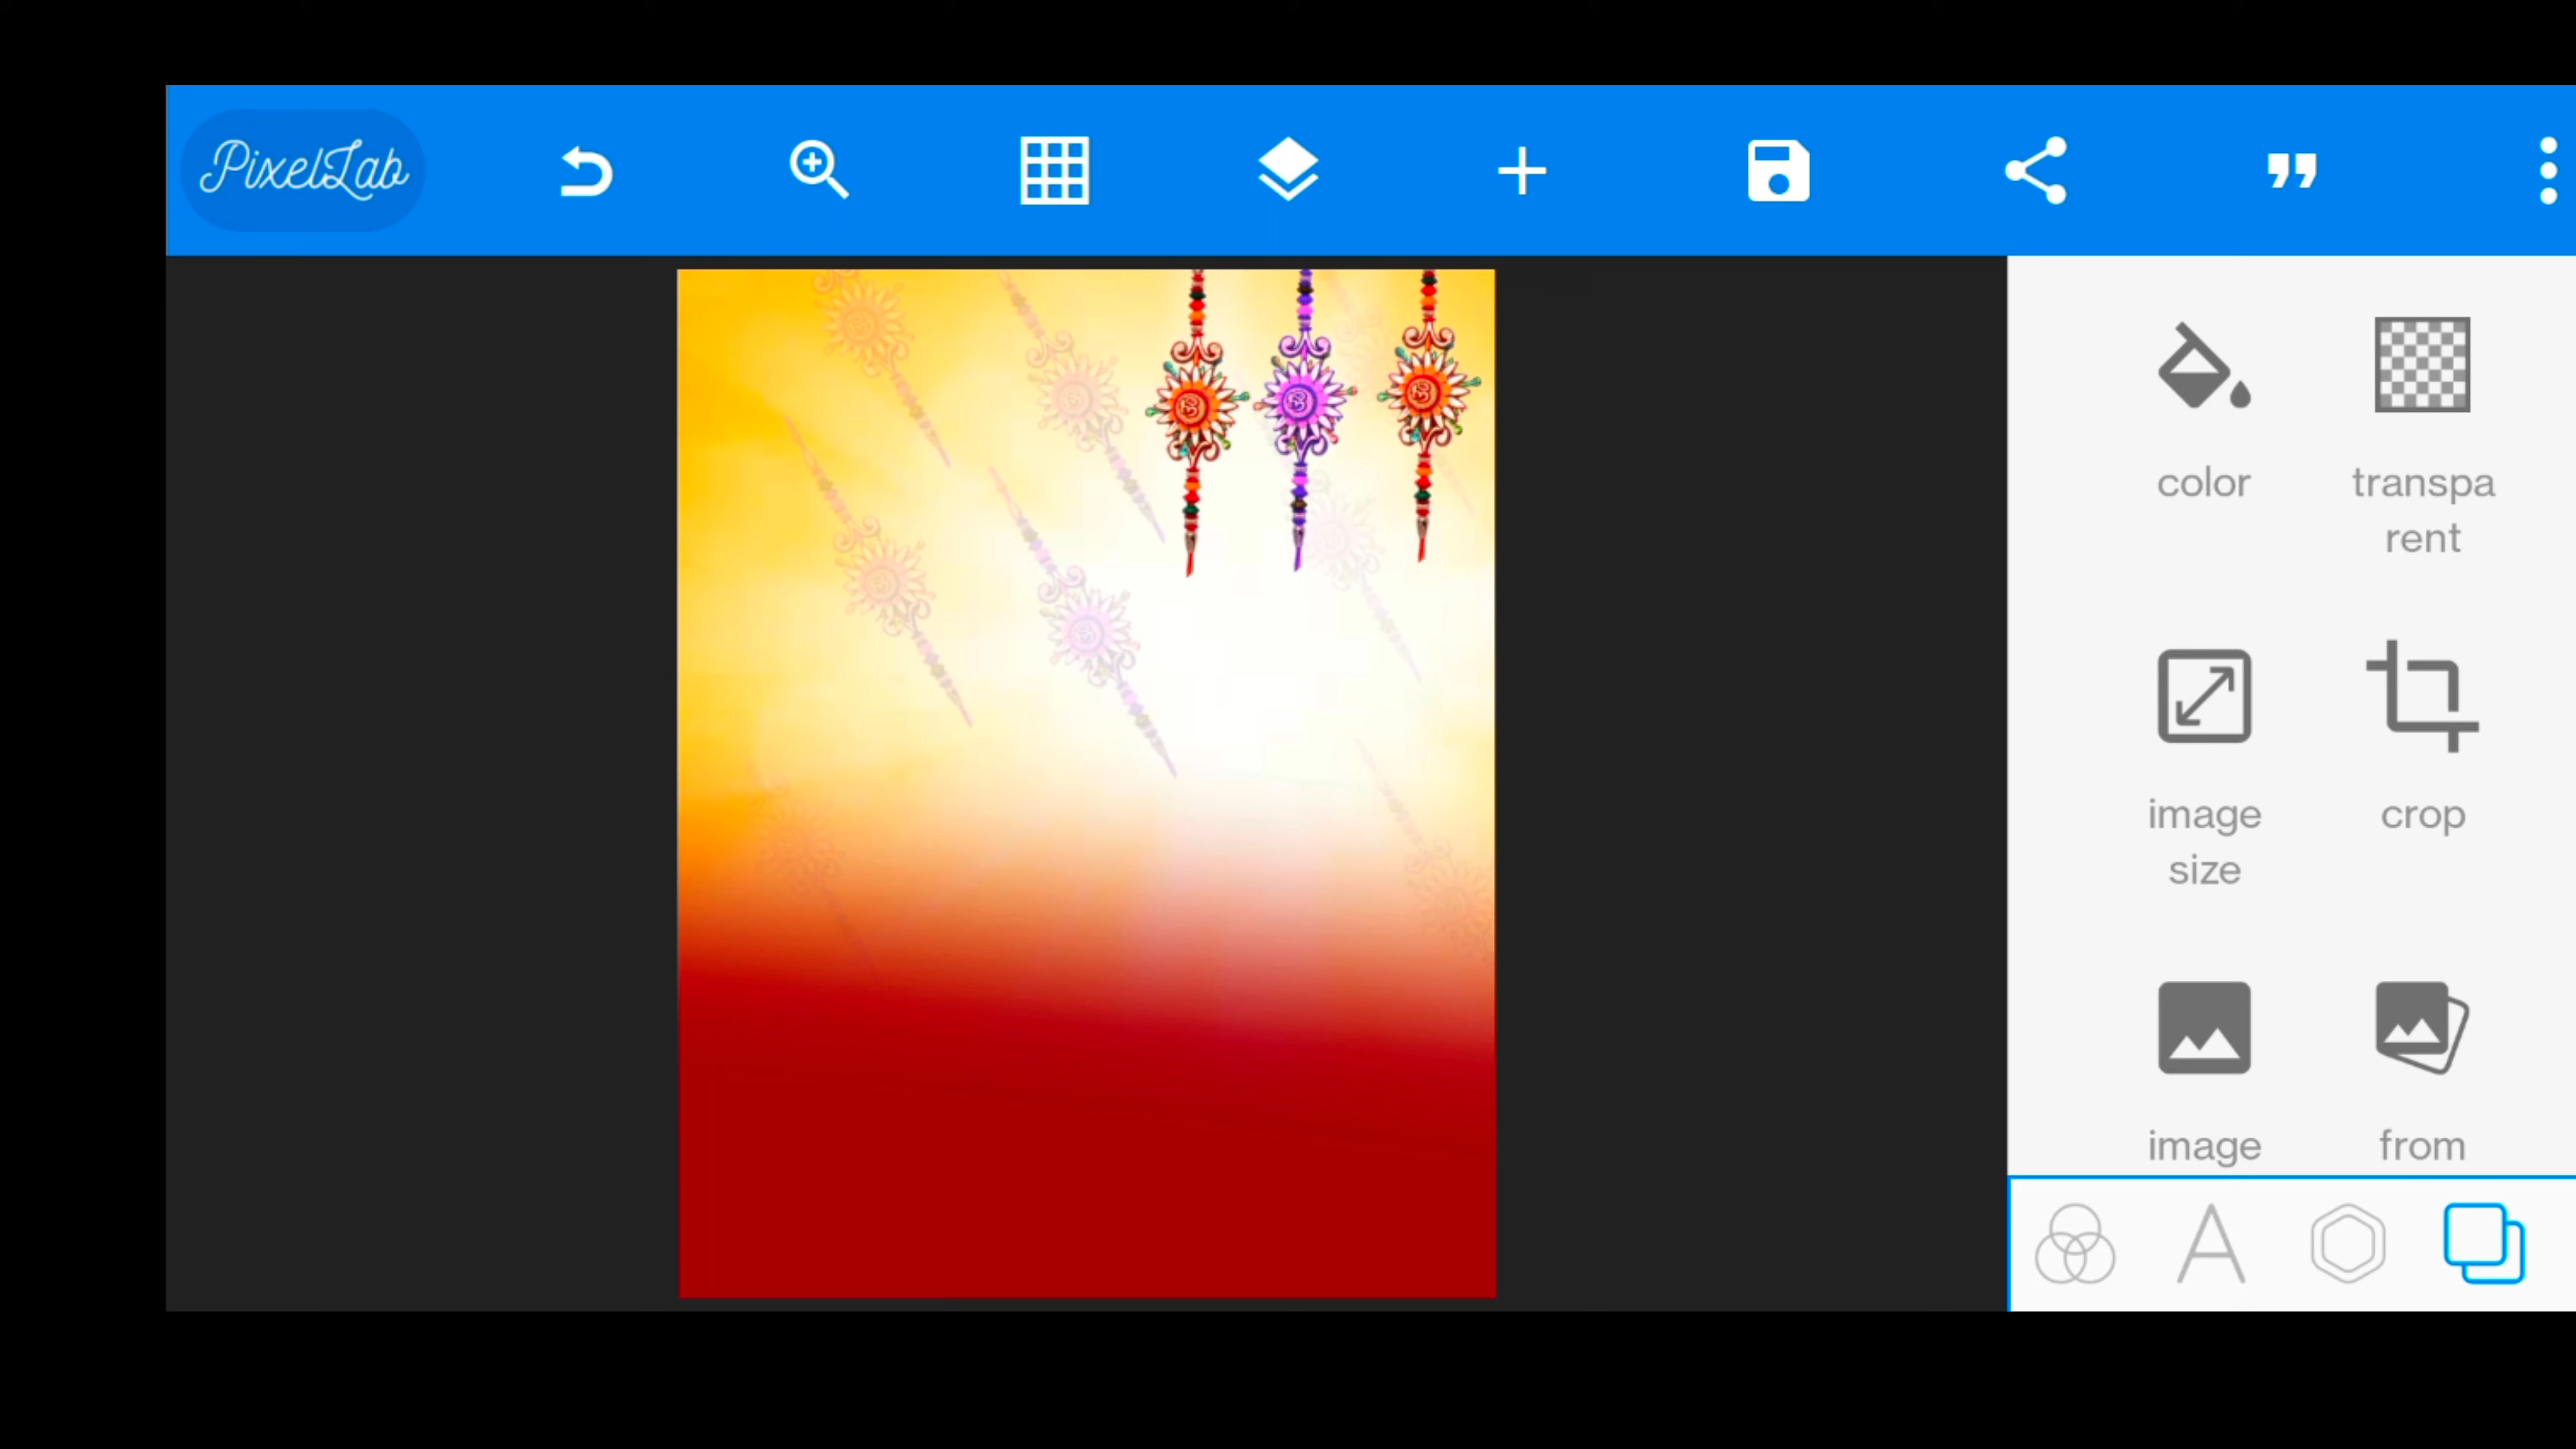 PixelLab
color
transpa
rent
image
size
crop
image
from